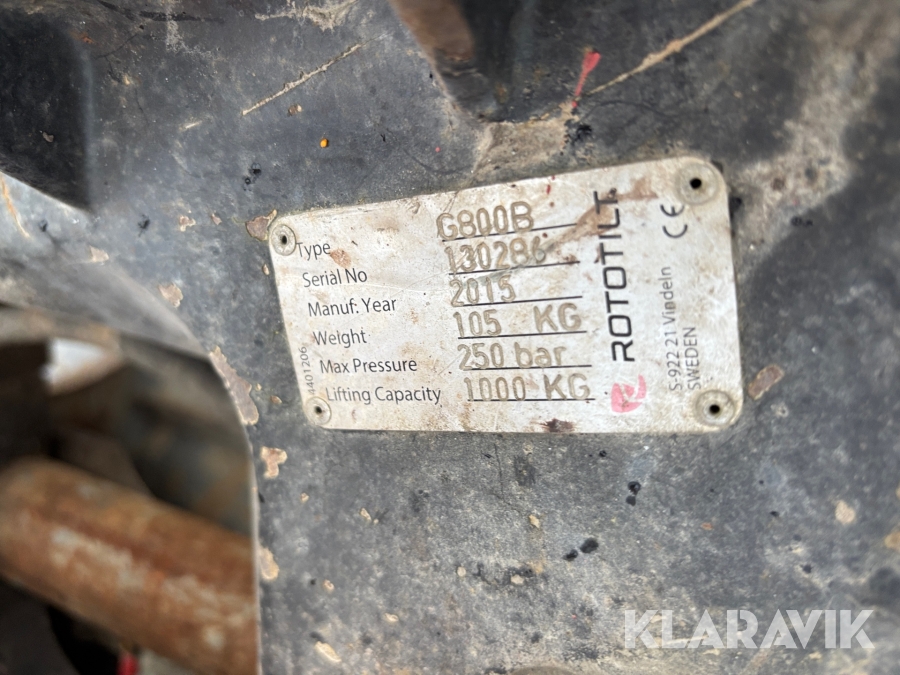 Type G800B
Serial No 130286
Manuf. Year 2015
Weight 105 KG
Max Pressure 250 bar
Lifting Capacity 1000 KG
ROTOTILT
S-922 21 Vindeln
SWEDEN
CE
KLARAVIK